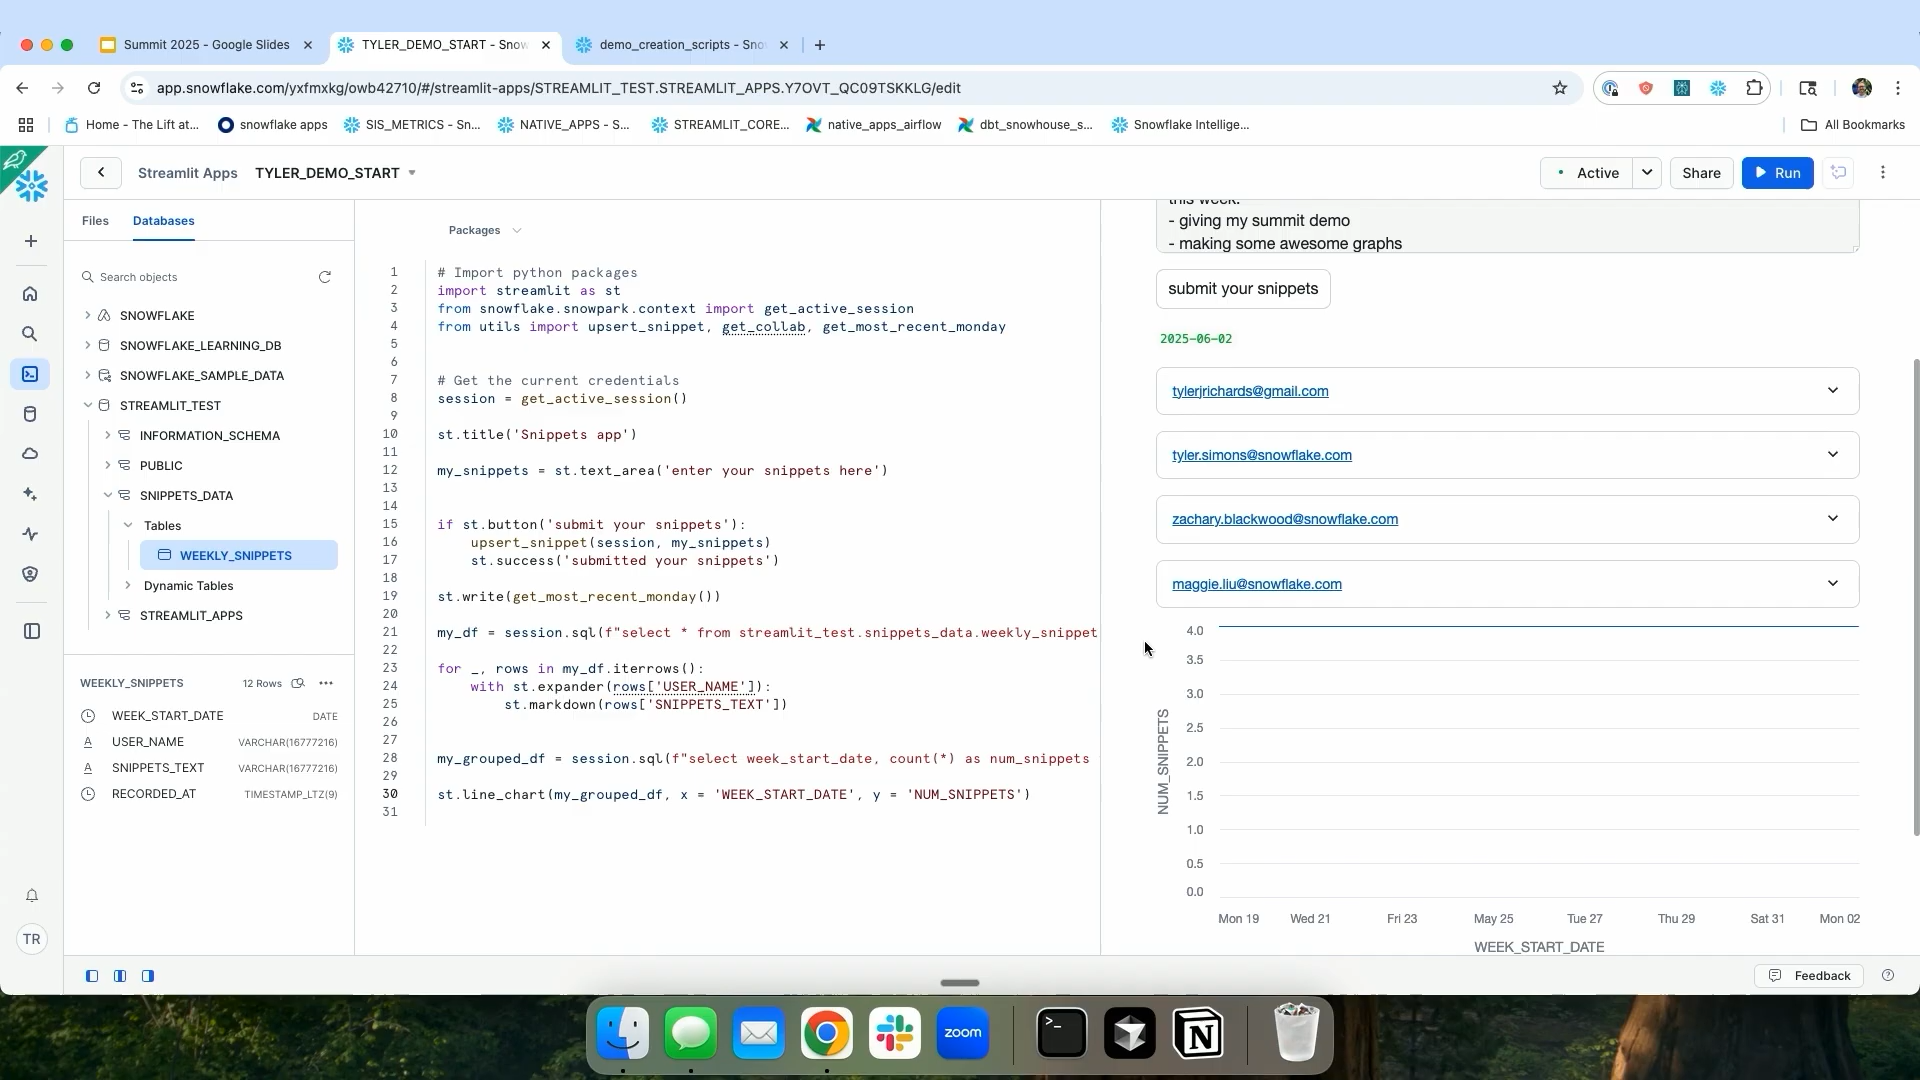 Summit 2025 - Google Slides
TYLER_DEMO_START - Snow
demo_creation_scripts - Sno
app.snowflake.com/yxfmxkg/owb42710/#/streamlit-apps/STREAMLIT_TEST.STREAMLIT_APPS.Y7OVT_QC09TSKKLG/edit
Home - The Lift at...
snowflake apps
SIS_METRICS - Sn...
NATIVE_APPS - S...
STREAMLIT_CORE...
native_apps_airflow
dbt_snowhouse_s...
Snowflake Intellige...
All Bookmarks
Streamlit Apps
TYLER_DEMO_START
Active
Share
Run
Files
Databases
Search objects
SNOWFLAKE
SNOWFLAKE_LEARNING_DB
SNOWFLAKE_SAMPLE_DATA
STREAMLIT_TEST
INFORMATION_SCHEMA
PUBLIC
SNIPPETS_DATA
Tables
WEEKLY_SNIPPETS
Dynamic Tables
STREAMLIT_APPS
WEEKLY_SNIPPETS 12 Rows
WEEK_START_DATE DATE
USER_NAME VARCHAR(16777216)
SNIPPETS_TEXT VARCHAR(16777216)
RECORDED_AT TIMESTAMP_LTZ(9)
TR
Packages
1 # Import python packages
2 import streamlit as st
3 from snowflake.snowpark.context import get_active_session
4 from utils import upsert_snippet, get_collab, get_most_recent_monday
5
6
7 # Get the current credentials
8 session = get_active_session()
9
10 st.title('Snippets app')
11
12 my_snippets = st.text_area('enter your snippets here')
13
14
15 if st.button('submit your snippets'):
16 upsert_snippet(session, my_snippets)
17 st.success('submitted your snippets')
18
19 st.write(get_most_recent_monday())
20
21 my_df = session.sql(f"select * from streamlit_test.snippets_data.weekly_snippet
22
23 for _, rows in my_df.iterrows():
24 with st.expander(rows['USER_NAME']):
25 st.markdown(rows['SNIPPETS_TEXT'])
26
27
28 my_grouped_df = session.sql(f"select week_start_date, count(*) as num_snippets
29
30 st.line_chart(my_grouped_df, x = 'WEEK_START_DATE', y = 'NUM_SNIPPETS')
31
this week:
- giving my summit demo
- making some awesome graphs
submit your snippets
2025-06-02
tylerjrichards@gmail.com
tyler.simons@snowflake.com
zachary.blackwood@snowflake.com
maggie.liu@snowflake.com
4.0
3.5
3.0
2.5
2.0
1.5
1.0
0.5
0.0
NUM_SNIPPETS
Mon 19 Wed 21 Fri 23 May 25 Tue 27 Thu 29 Sat 31 Mon 02
WEEK_START_DATE
Feedback
zoom